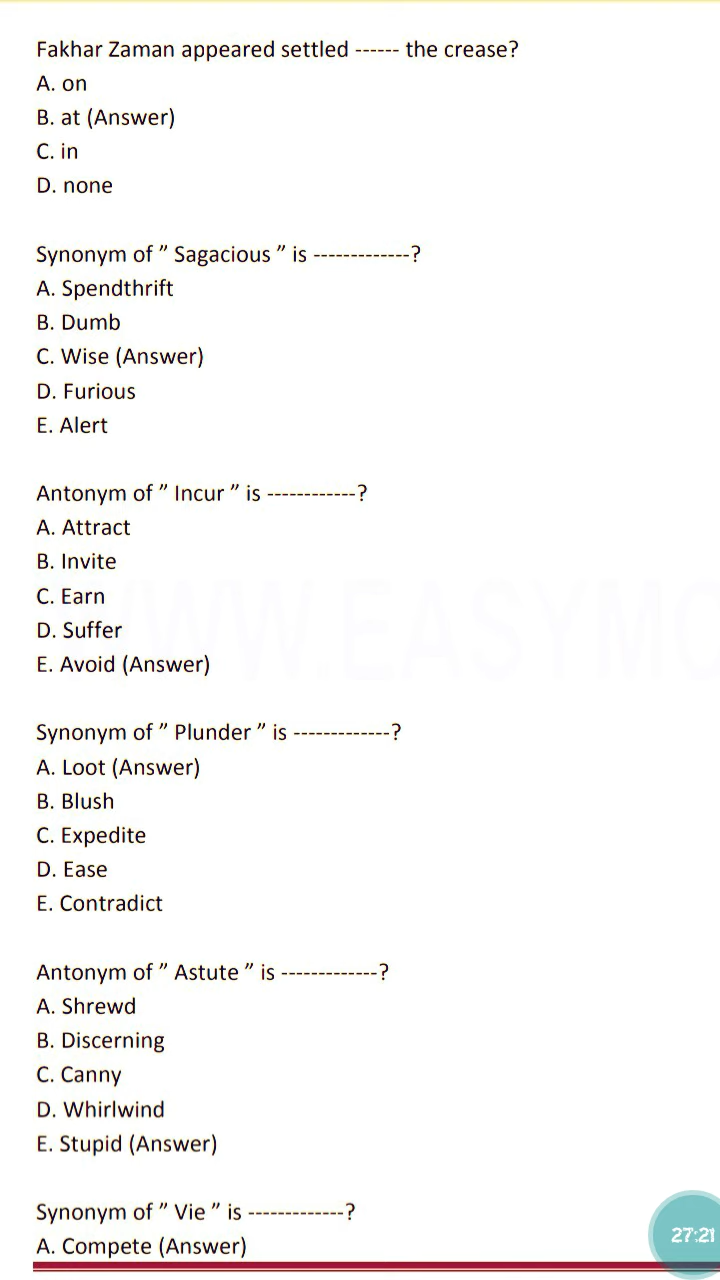 Fakhar Zaman appeared settled ------ the crease?
A. on
B. at (Answer)
C. in
D. none
Synonym of ” Sagacious ” is -------------?
A. Spendthrift
B. Dumb
C. Wise (Answer)
D. Furious
E. Alert
Antonym of ” Incur ” is ------------?
A. Attract
B. Invite
C. Earn
D. Suffer
E. Avoid (Answer)
WWW.EASYMC
Synonym of ” Plunder ” is -------------?
A. Loot (Answer)
B. Blush
C. Expedite
D. Ease
E. Contradict
Antonym of ” Astute ” is -------------?
A. Shrewd
B. Discerning
C. Canny
D. Whirlwind
E. Stupid (Answer)
Synonym of ” Vie ” is -------------?
27:21
A. Compete (Answer)